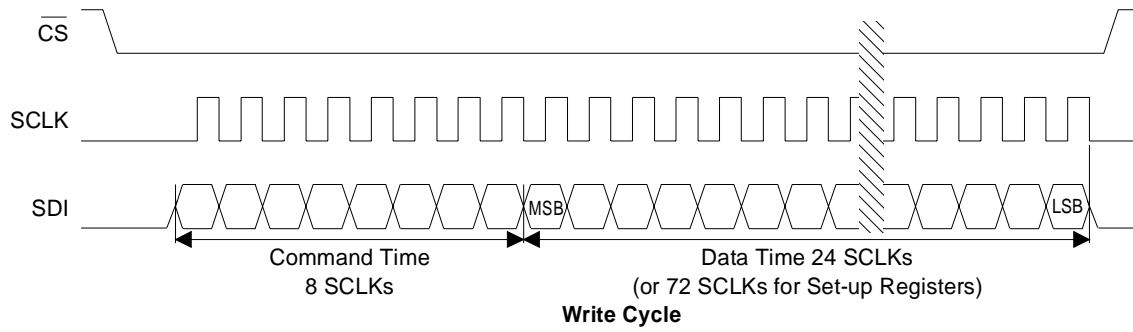 CS
SCLK
SDI
MSB
LSB
Command Time
8 SCLKs
Data Time 24 SCLKs
(or 72 SCLKs for Set-up Registers)
Write Cycle